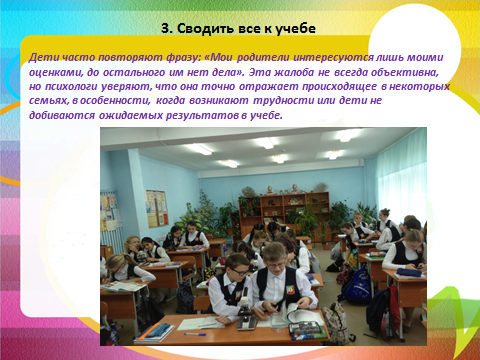 3. Сводить все к учебе
Дети часто повторяют фразу: «Мои родители интересуются лишь моими
оценками, до остального им нет дела». Эта жалоба не всегда объективна,
но психологи уверяют, что она точно отражает происходящее в некоторых
семьях, в особенности, когда возникают трудности или дети не
добиваются ожидаемых результатов в учебе.